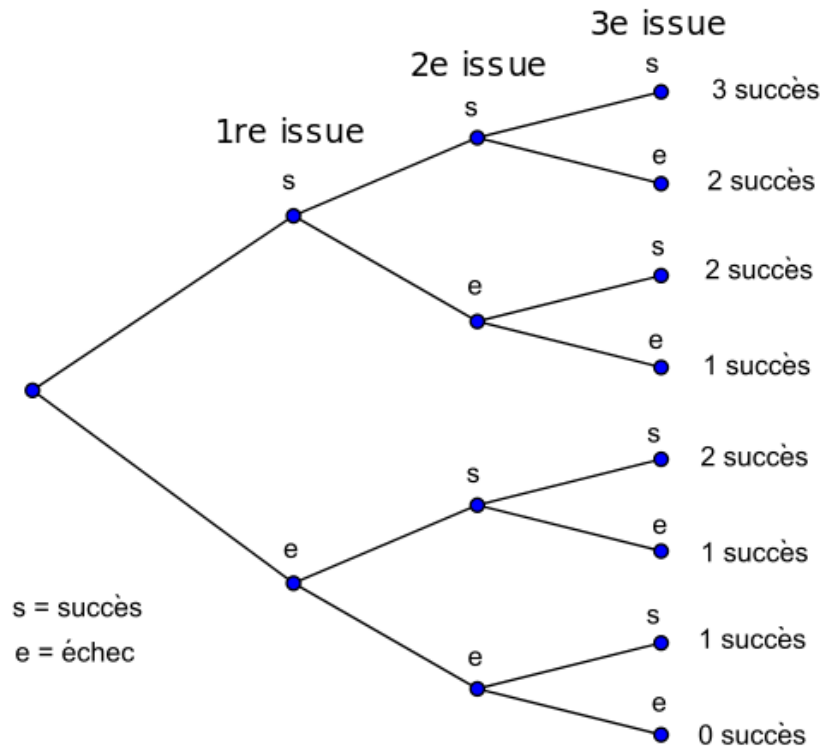 3e issue
2e issue
1re issue
s
3 succès
s
e
2 succès
s
s
2 succès
e
e
1 succès
s
2 succès
s
e
1 succès
e
s = succès
s
1 succès
e = échec
e
e
0 succès